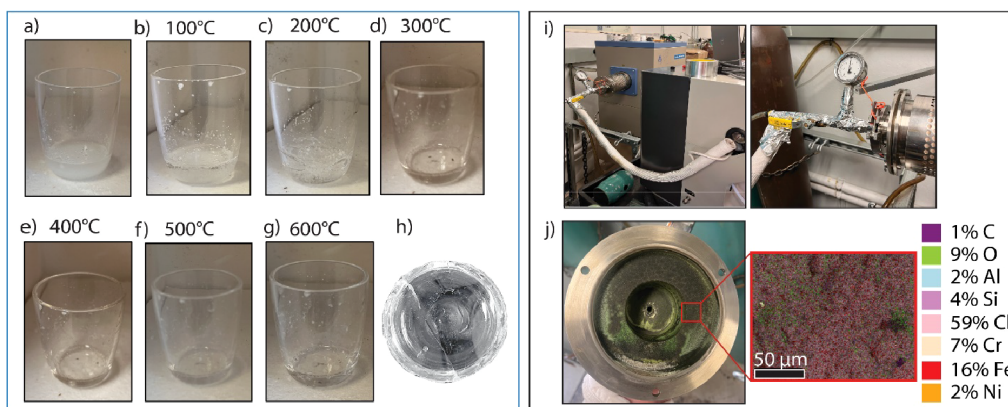 a)
b) 100°C
c) 200°C
d) 300°C
e) 400°C
f) 500°C
g) 600°C
h)
i)
j)
50 µm
1% C
9% O
2% Al
4% Si
59% Cl
7% Cr
16% Fe
2% Ni